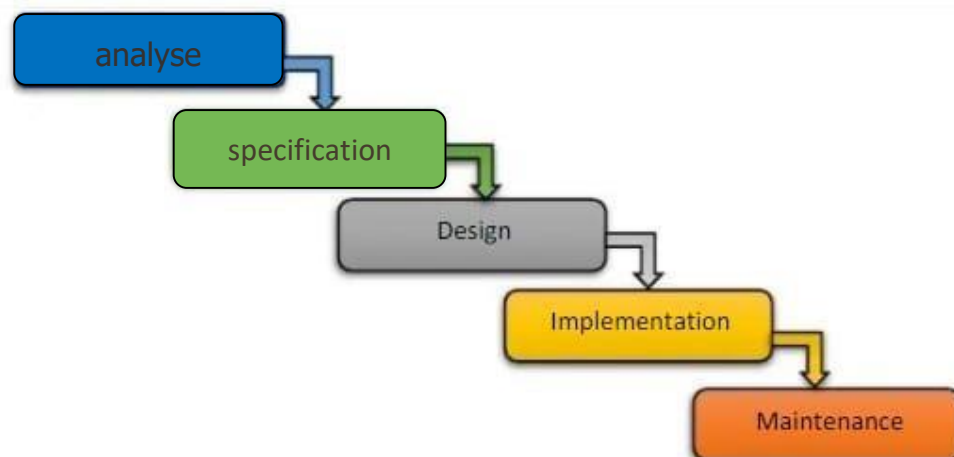 analyse
specification
Design
Implementation
Maintenance